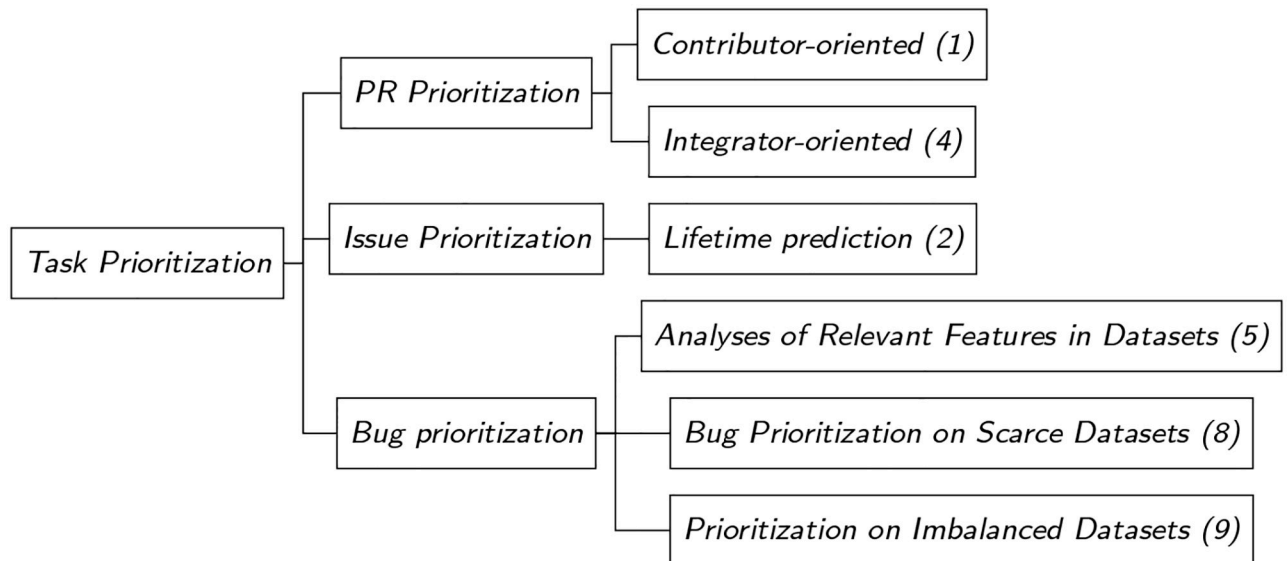 Task Prioritization
PR Prioritization
Contributor-oriented (1)
Integrator-oriented (4)
Issue Prioritization
Lifetime prediction (2)
Bug prioritization
Analyses of Relevant Features in Datasets (5)
Bug Prioritization on Scarce Datasets (8)
Prioritization on Imbalanced Datasets (9)